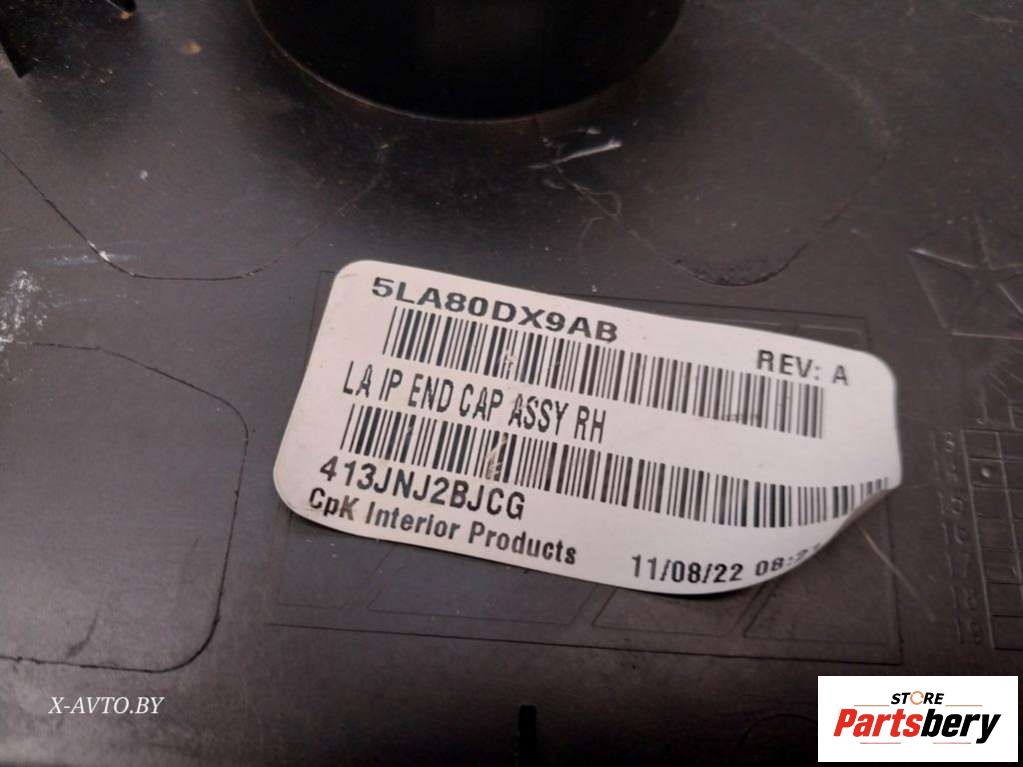 5LA80DX9AB
REV: A
LA IP END CAP ASSY RH
413JNJ2BJCG
CpK Interior Products
11/08/22
X-AVTO.BY
STORE
Partsbery